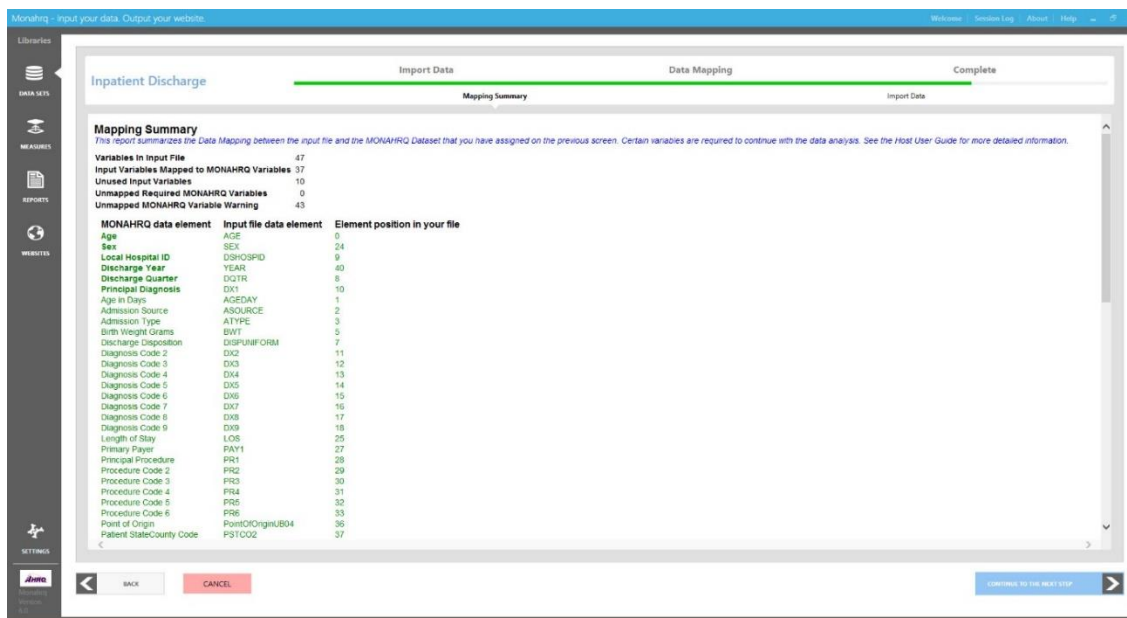 Monahrq - Input your data. Output your website.
Welcome Session Log About Help
Libraries
DATA SETS
MEASURES
REPORTS
WEBSITES
SETTINGS
AHRQ
Monahrq
Version
Inpatient Discharge
Import Data Data Mapping Complete
Mapping Summary Import Data
Mapping Summary
This report summarizes the Data Mapping between the input file and the MONAHRQ Dataset that you have assigned on the previous screen. Certain variables are required to continue with the data analysis. See the Host User Guide for more detailed information.
Variables In Input File 47
Input Variables Mapped to MONAHRQ Variables 37
Unused Input Variables 10
Unmapped Required MONAHRQ Variables 0
Unmapped MONAHRQ Variable Warning 43
MONAHRQ data element Input file data element Element position in your file
Age AGE 0
Sex SEX 24
Local Hospital ID DSHOSPID 9
Discharge Year YEAR 40
Discharge Quarter DQTR 8
Principal Diagnosis DX1 10
Age in Days AGEDAY 1
Admission Source ASOURCE 2
Admission Type ATYPE 3
Birth Weight Grams BWT 5
Discharge Disposition DISPUNIFORM 7
Diagnosis Code 2 DX2 11
Diagnosis Code 3 DX3 12
Diagnosis Code 4 DX4 13
Diagnosis Code 5 DX5 14
Diagnosis Code 6 DX6 15
Diagnosis Code 7 DX7 16
Diagnosis Code 8 DX8 17
Diagnosis Code 9 DX9 18
Length of Stay LOS 25
Primary Payer PAY1 27
Principal Procedure PR1 28
Procedure Code 2 PR2 29
Procedure Code 3 PR3 30
Procedure Code 4 PR4 31
Procedure Code 5 PR5 32
Procedure Code 6 PR6 33
Point of Origin PointOfOriginUB04 36
Patient StateCounty Code PSTCO2 37
BACK CANCEL CONTINUE TO THE NEXT STEP